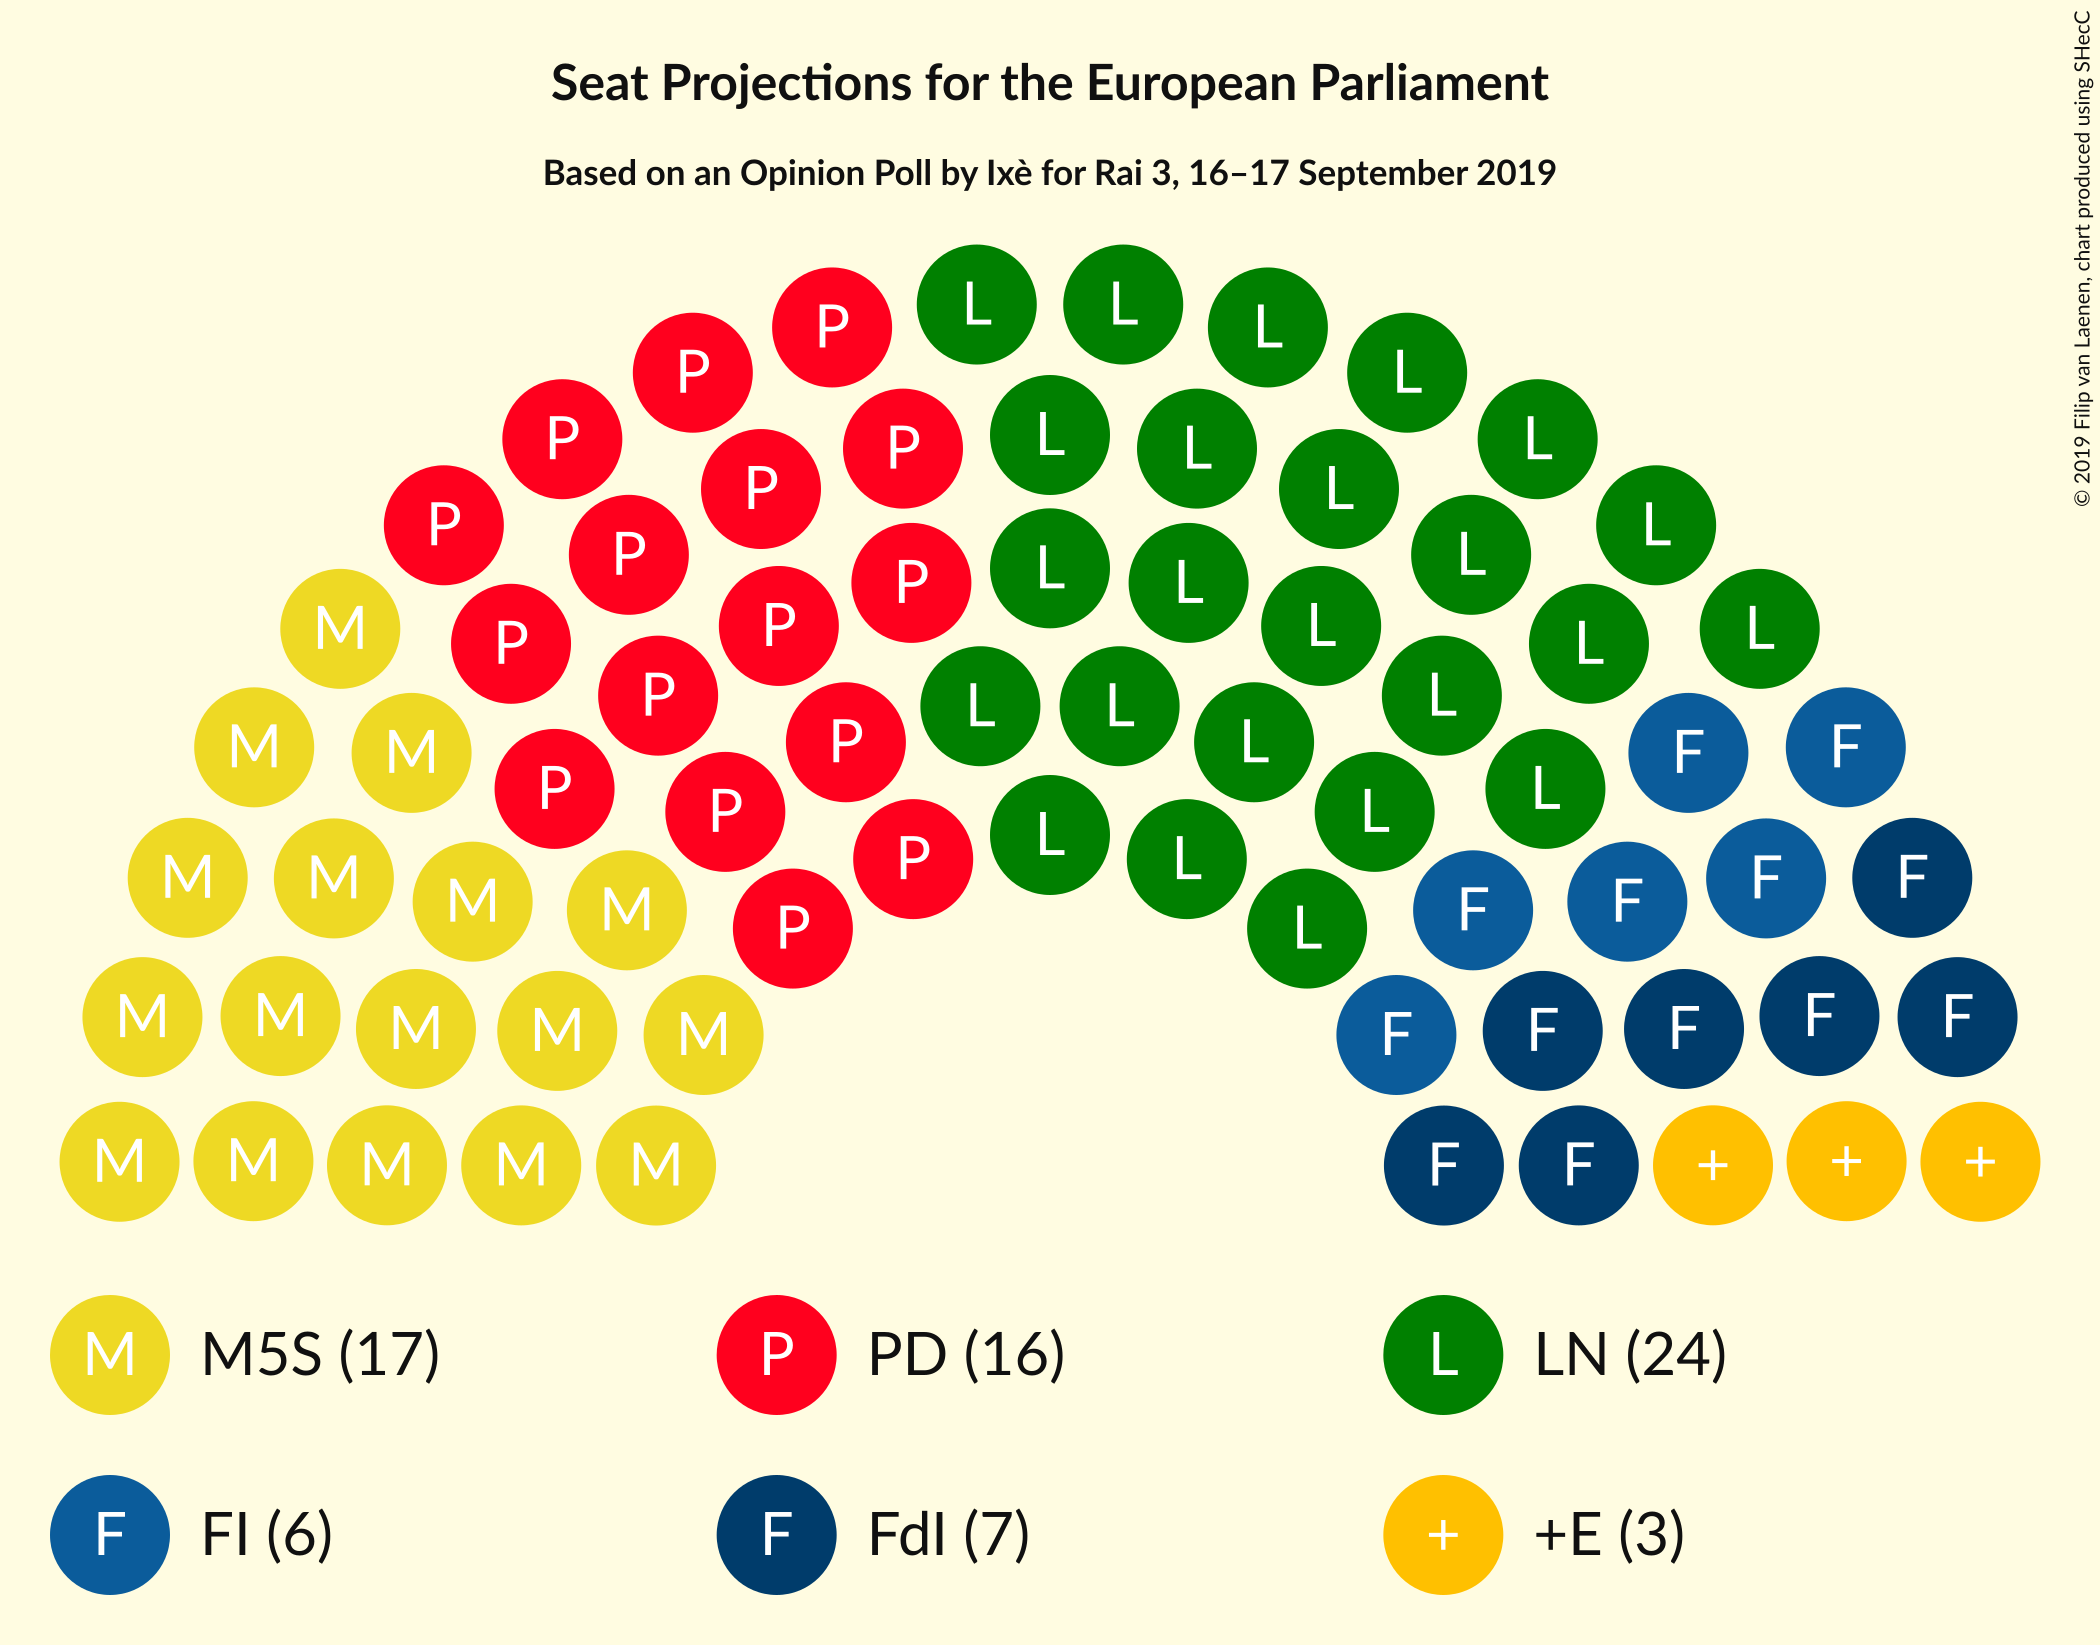 Seat Projections for the European Parliament
Based on an Opinion Poll by Ixè for Rai 3, 16–17 September 2019
© 2019 Filip van Laenen, chart produced using SHecC
L L
P L
P L
P L
P L
P L
P L
P L
M L
L
P L
P L
P L
P L
P L
P L
L L
P L
M F
M F
P L
P L
P L
L
M F
M F
M F
M F
P L
M F
M F
M F
M F
M F
M +
M +
M +
M F
M F
M M5S (17)
P PD (16)
L LN (24)
F FI (6)
F FdI (7)
+ +E (3)